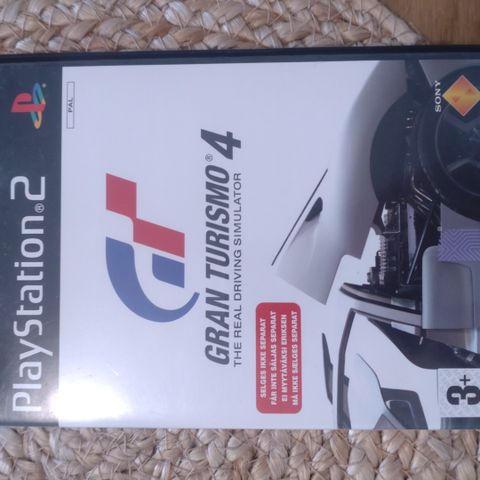 PlayStation®2
PAL
GRAN TURISMO® 4
THE REAL DRIVING SIMULATOR
SELGES IKKE SEPARAT
FÅR INTE SÄLJAS SEPARAT
EI MYYTÄVÄKSI ERIKSEEN
MÅ IKKE SÆLGES SEPARAT
3+
SONY